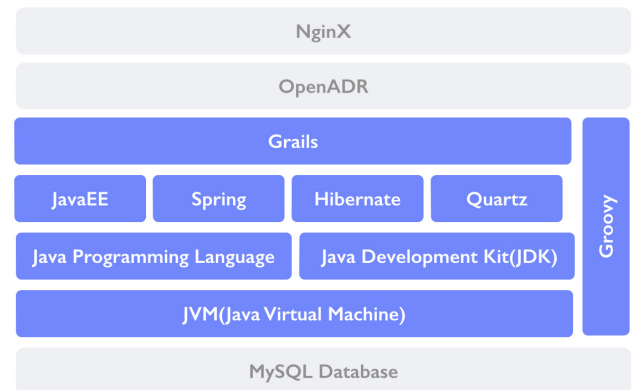 NginX
OpenADR
Grails
JavaEE
Spring
Hibernate
Quartz
Groovy
Java Programming Language
Java Development Kit(JDK)
JVM(Java Virtual Machine)
MySQL Database